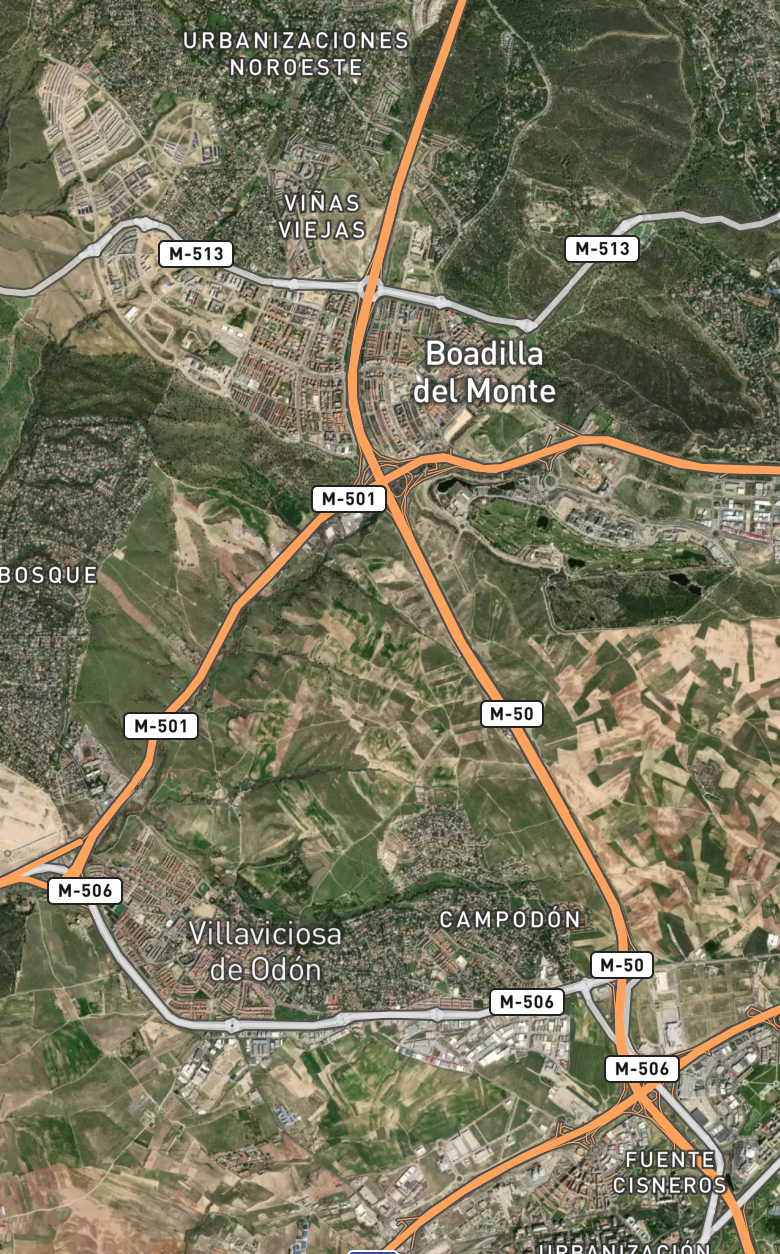 URBANIZACIONES
NOROESTE
VIÑAS
VIEJAS
M-513
M-513
Boadilla
del Monte
M-501
BOSQUE
M-50
M-501
M-506
CAMPODÓN
Villaviciosa
de Odón
M-50
M-506
M-506
FUENTE
CISNEROS
URBANIZACIÓN